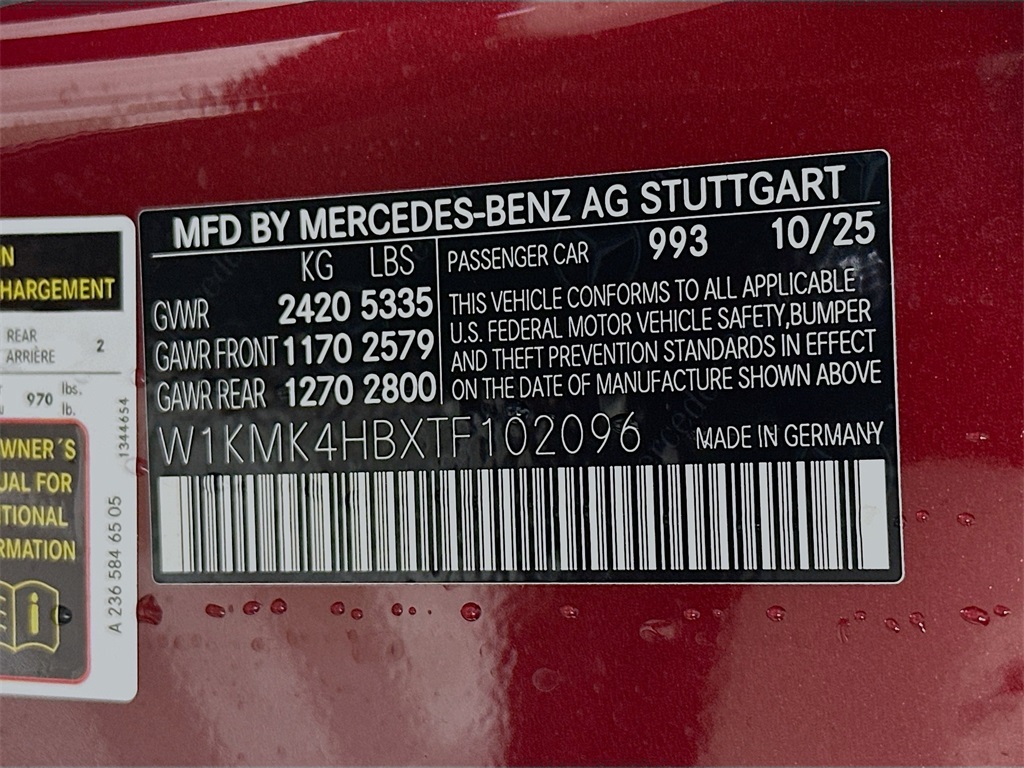 MFD BY MERCEDES-BENZ AG STUTTGART
KG LBS
GVWR 2420 5335
GAWR FRONT 1170 2579
GAWR REAR 1270 2800
PASSENGER CAR 993 10/25
THIS VEHICLE CONFORMS TO ALL APPLICABLE
U.S. FEDERAL MOTOR VEHICLE SAFETY,BUMPER
AND THEFT PREVENTION STANDARDS IN EFFECT
ON THE DATE OF MANUFACTURE SHOWN ABOVE
W1KMK4HBXTF102096 MADE IN GERMANY
N
HARGEMENT
REAR
ARRIÈRE 2
970 lbs.
lb.
WNER´S
UAL FOR
ITIONAL
RMATION
1344654
A 236 584 65 05